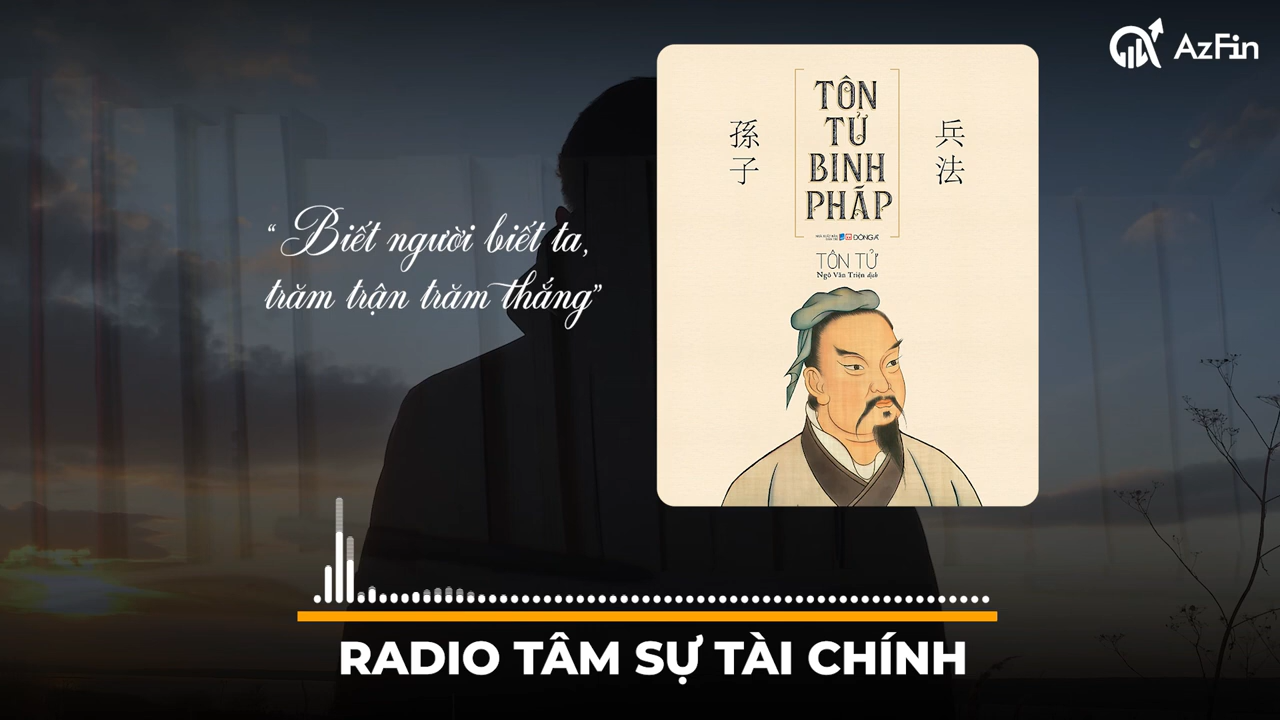 AzFin
“Biết người biết ta,
trăm trận trăm thắng”
TÔN
TỬ
BINH
PHÁP
孫
子
兵
法
ĐÔNG A
TÔN TỬ
Ngô Văn Triện dịch
RADIO TÂM SỰ TÀI CHÍNH